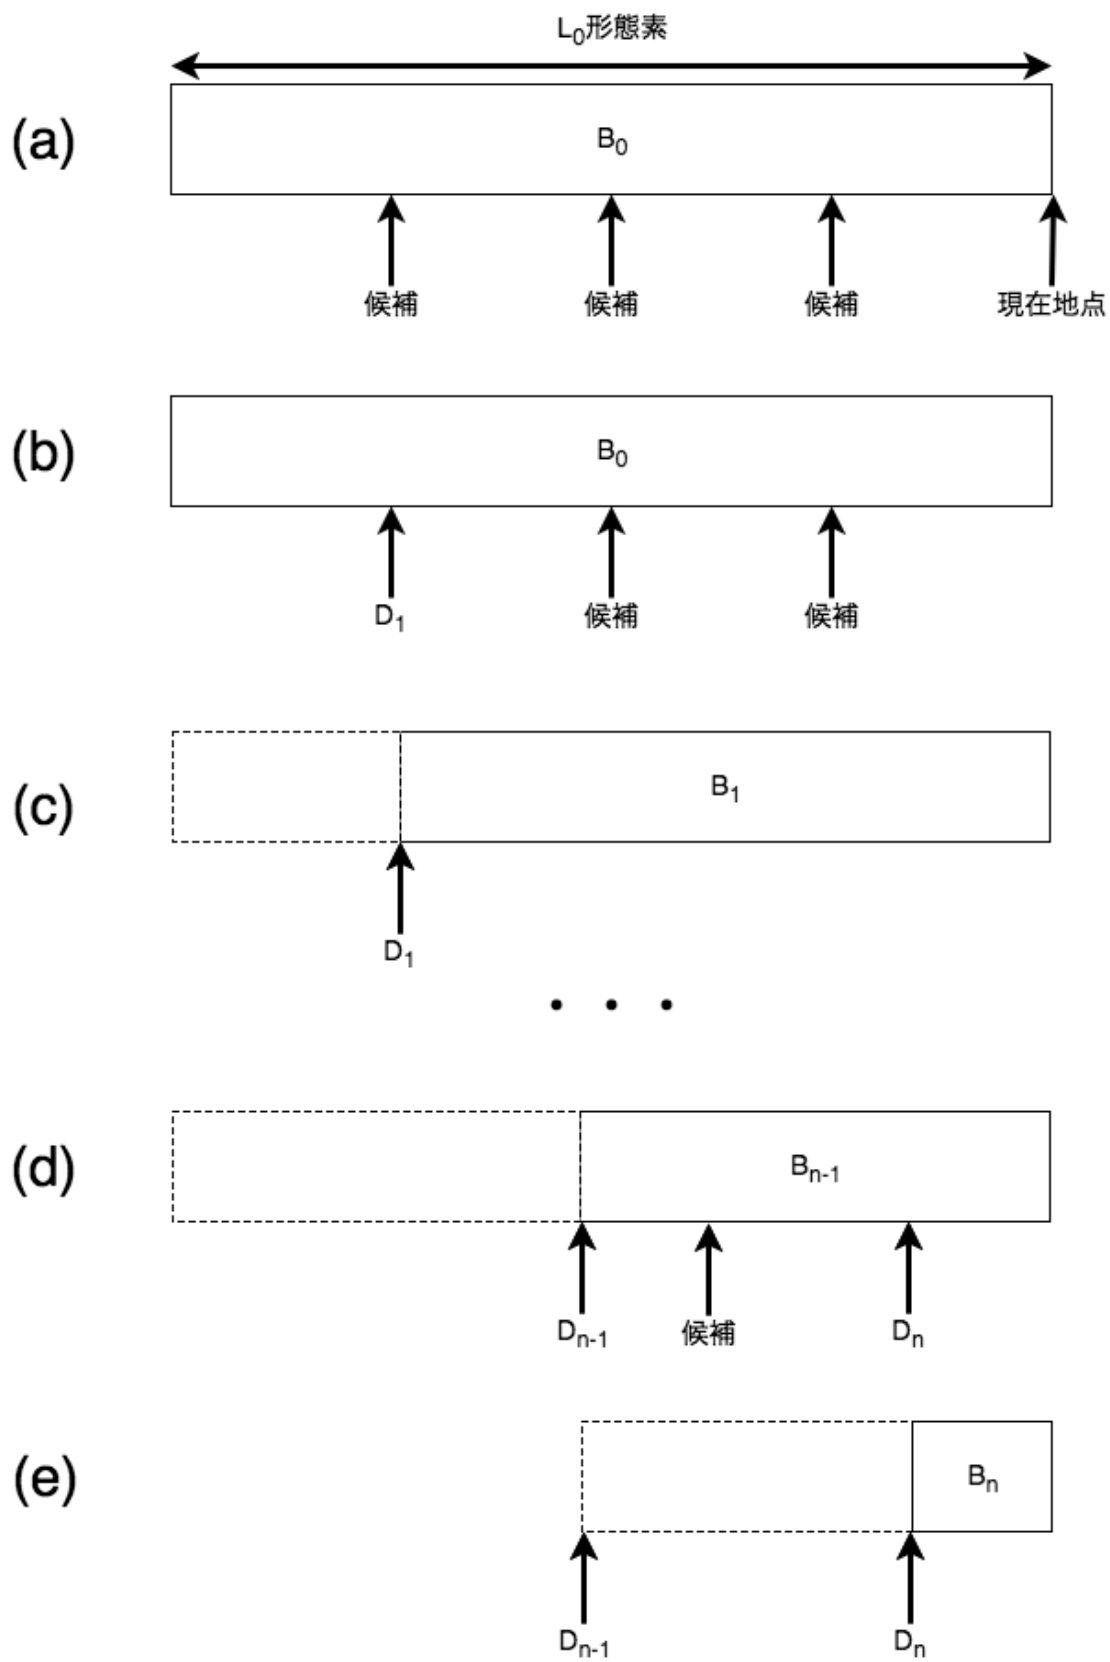 L0形態素
(a)
B0
候補 候補 候補 現在地点
(b)
B0
D1 候補 候補
(c)
B1
D1
• • •
(d)
Bn-1
Dn-1 候補 Dn
(e)
Bn
Dn-1 Dn